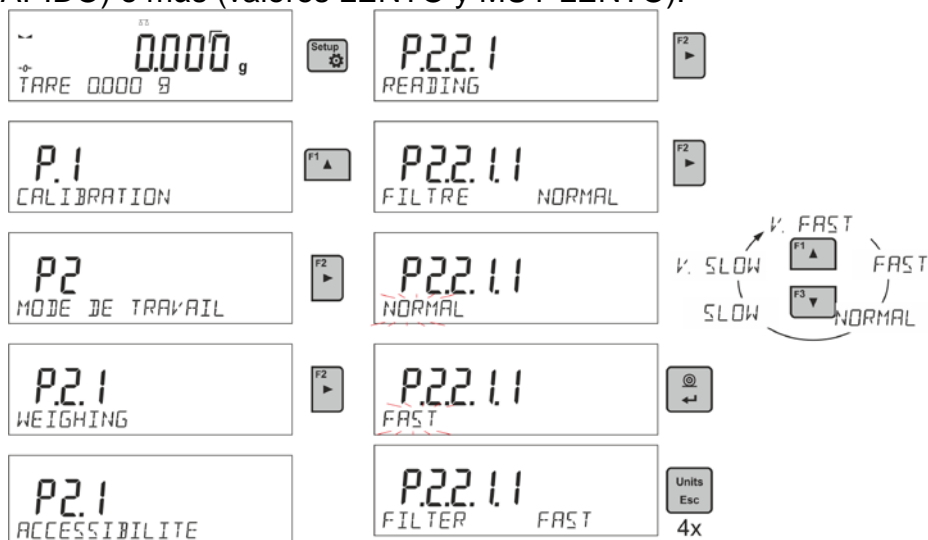 APIDO) o más (valores LENTO y MUY LENTO).
0.000 g
TARE 0.000 g
Setup
P.1
CALIBRATION
F1
P2
MODE DE TRAVAIL
F2
P.2.1
WEIGHING
F2
P2.1
ACCESSIBILITE
P.2.2.1
READING
F2
P.2.2.1.1
FILTRE NORMAL
F2
P.2.2.1.1
NORMAL
V. FAST
F1
FAST
V. SLOW
SLOW
F3
NORMAL
P.2.2.1.1
FAST
P.2.2.1.1
FILTER FAST
Units
Esc
4x